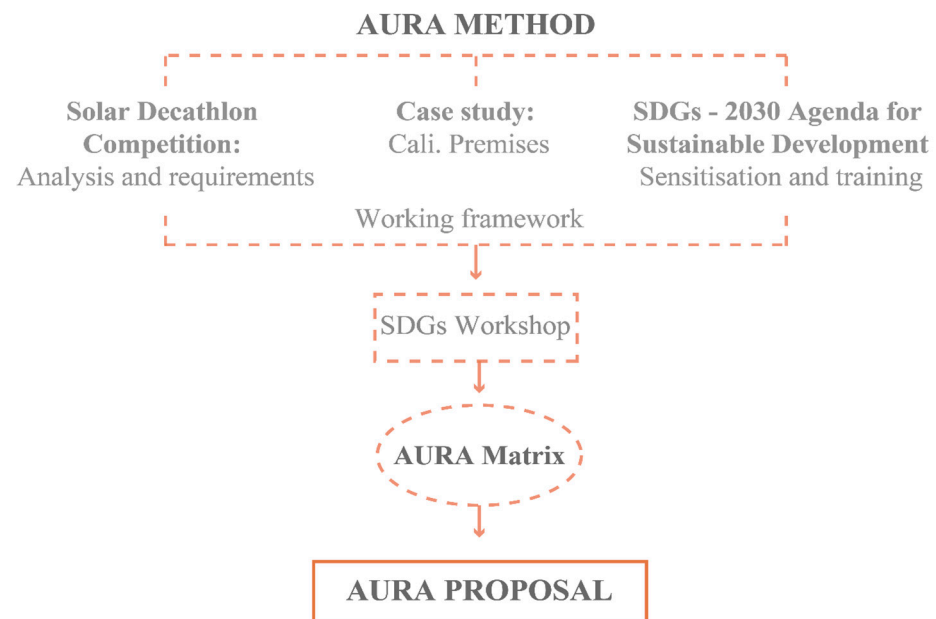 AURA METHOD
Solar Decathlon
Competition:
Analysis and requirements
Case study:
Cali. Premises
SDGs - 2030 Agenda for
Sustainable Development
Sensitisation and training
Working framework
SDGs Workshop
AURA Matrix
AURA PROPOSAL